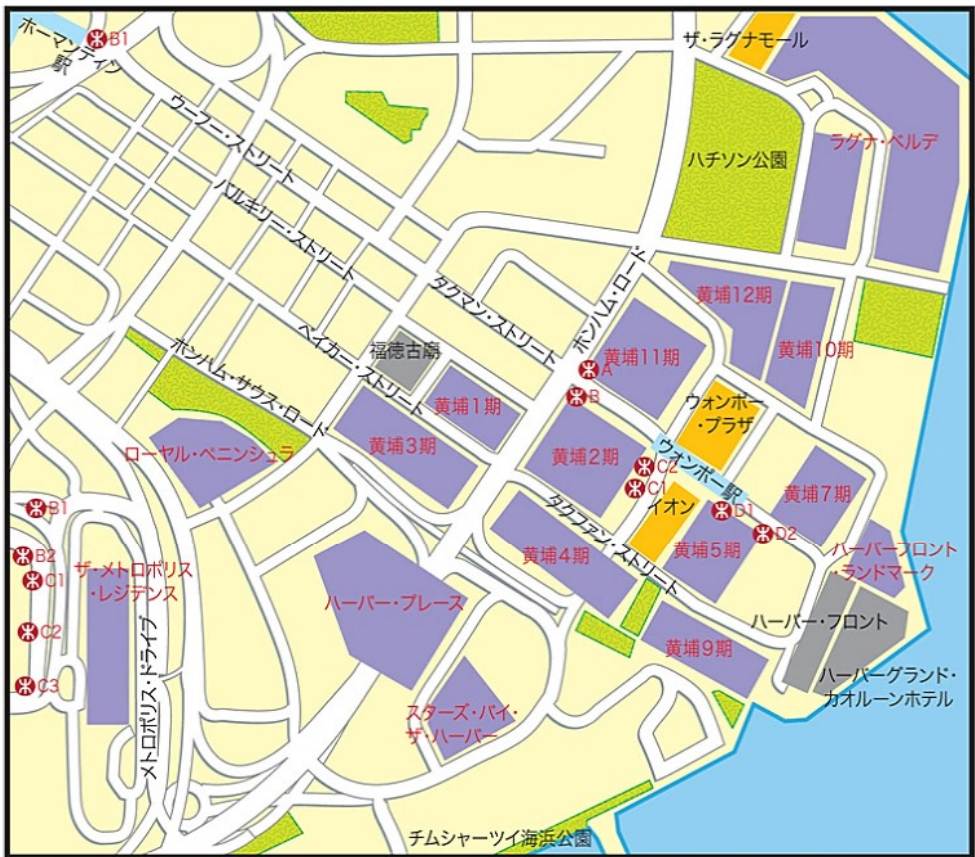 ホーマンティン
駅
B1
ザ・ラグナモール
ラグナ・ベルデ
ハチソン公園
ウーフー・ストリート
バルキリー・ストリート
タクマン・ストリート
ホンハム・ロード
黄埔12期
黄埔10期
黄埔11期
A
B
福徳古廟
ベイカー・ストリート
ホンハム・サウス・ロード
黄埔1期
黄埔3期
ローヤル・ペニンシュラ
ウォンポー
・プラザ
黄埔2期
ウォンポー駅
C2
C1
イオン
D1
D2
黄埔7期
黄埔5期
黄埔4期
タクファン・ストリート
ハーバーフロント
・ランドマーク
B1
B2
C1
C2
C3
ザ・メトロポリス
・レジデンス
メトロポリス・ドライブ
ハーバー・プレース
黄埔9期
ハーバー・フロント
ハーバーグランド・
カオルーンホテル
スターズ・バイ・
ザ・ハーバー
チムシャーツイ海浜公園